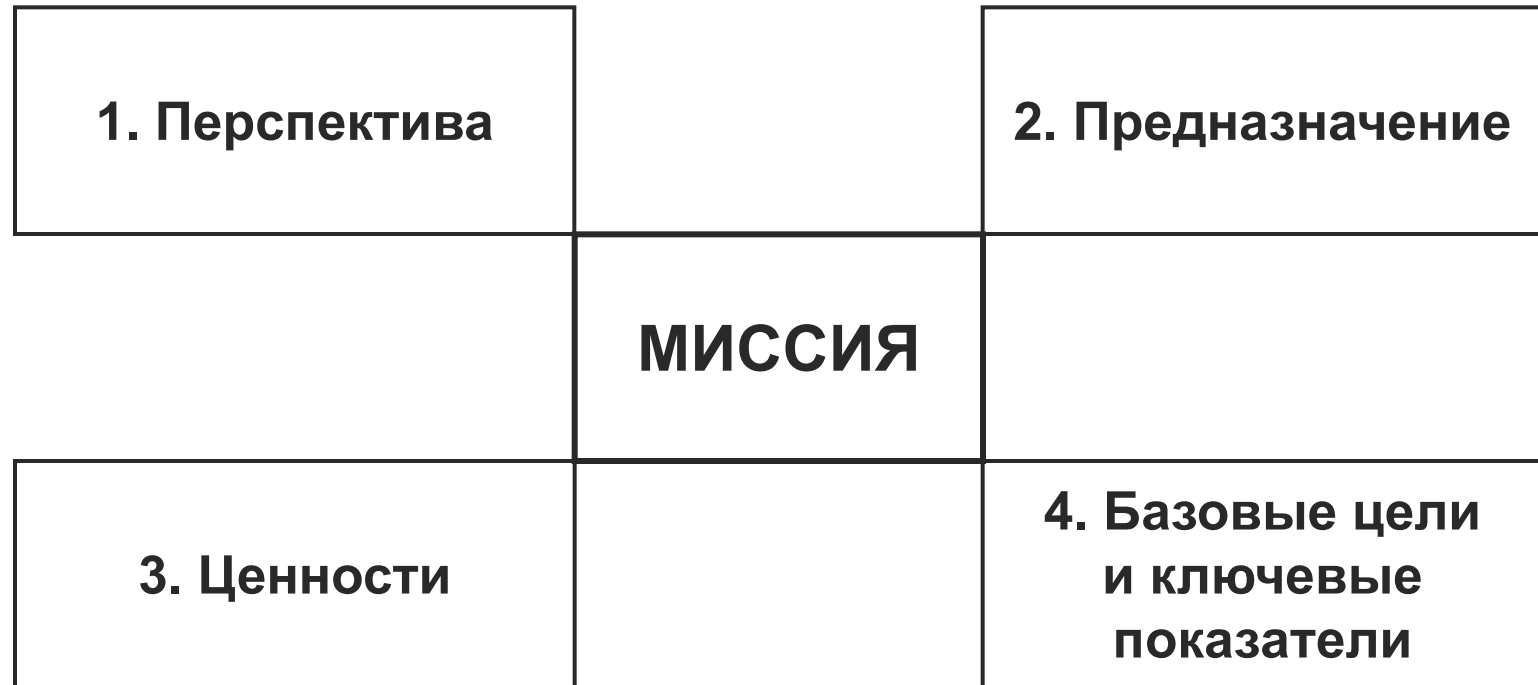 1. Перспектива
2. Предназначение
МИССИЯ
3. Ценности
4. Базовые цели
и ключевые
показатели